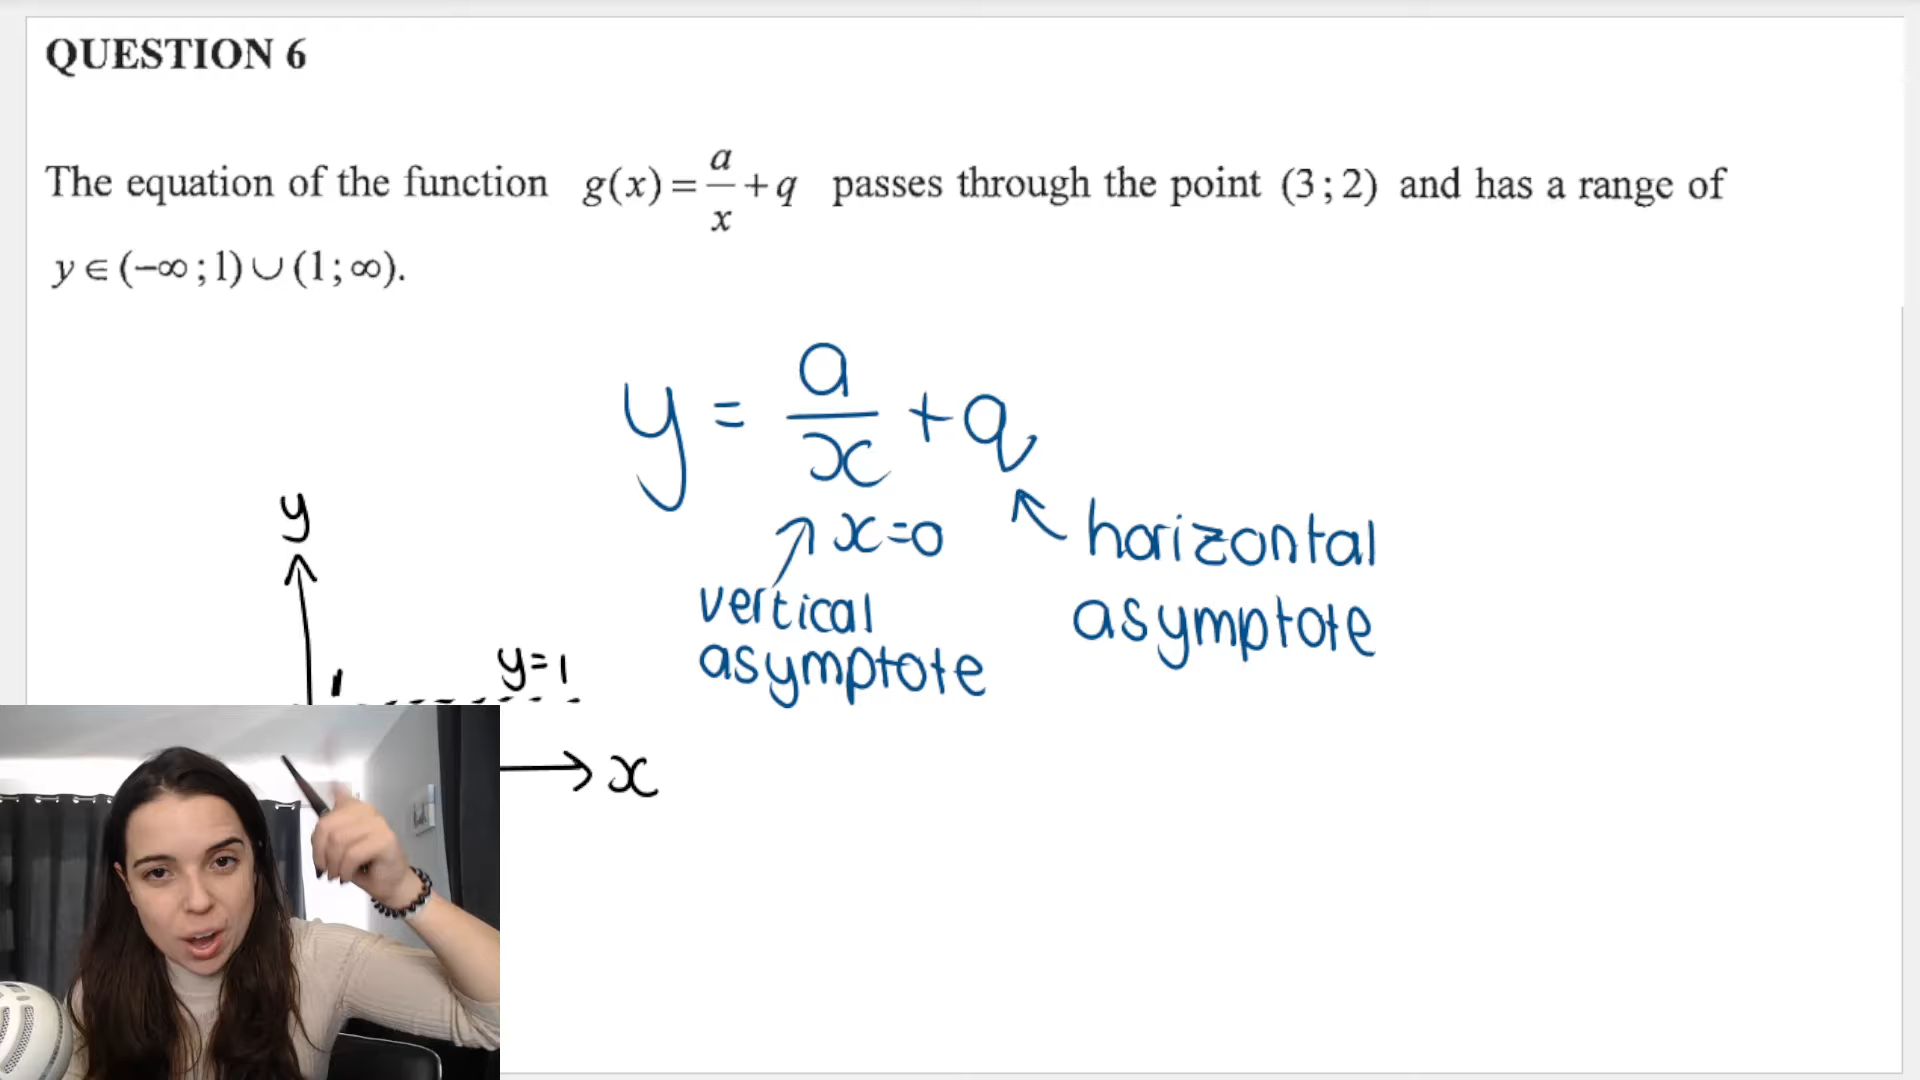 QUESTION 6
The equation of the function g(x) = a/x + q passes through the point (3 ; 2) and has a range of
y ∈ (−∞ ; 1) ∪ (1 ; ∞).
y = a/x + q
x=0
horizontal
asymptote
vertical
asymptote
y
y=1
1
x